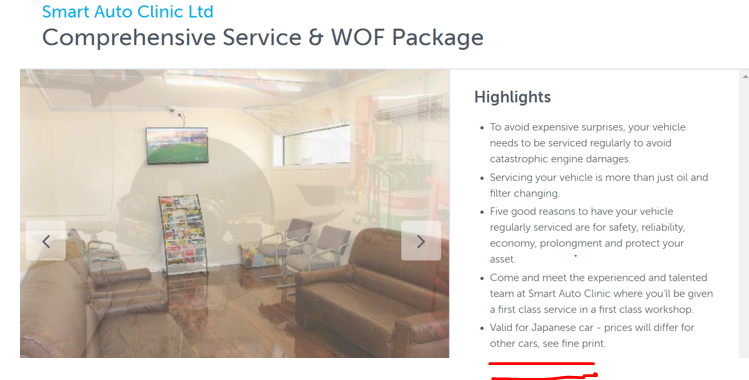 Smart Auto Clinic Ltd
Comprehensive Service & WOF Package
Highlights
• To avoid expensive surprises, your vehicle
needs to be serviced regularly to avoid
catastrophic engine damages.
• Servicing your vehicle is more than just oil and
filter changing.
• Five good reasons to have your vehicle
regularly serviced are for safety, reliability,
economy, prolongment and protect your
asset.
• Come and meet the experienced and talented
team at Smart Auto Clinic where you'll be given
a first class service in a first class workshop.
• Valid for Japanese car - prices will differ for
other cars, see fine print.